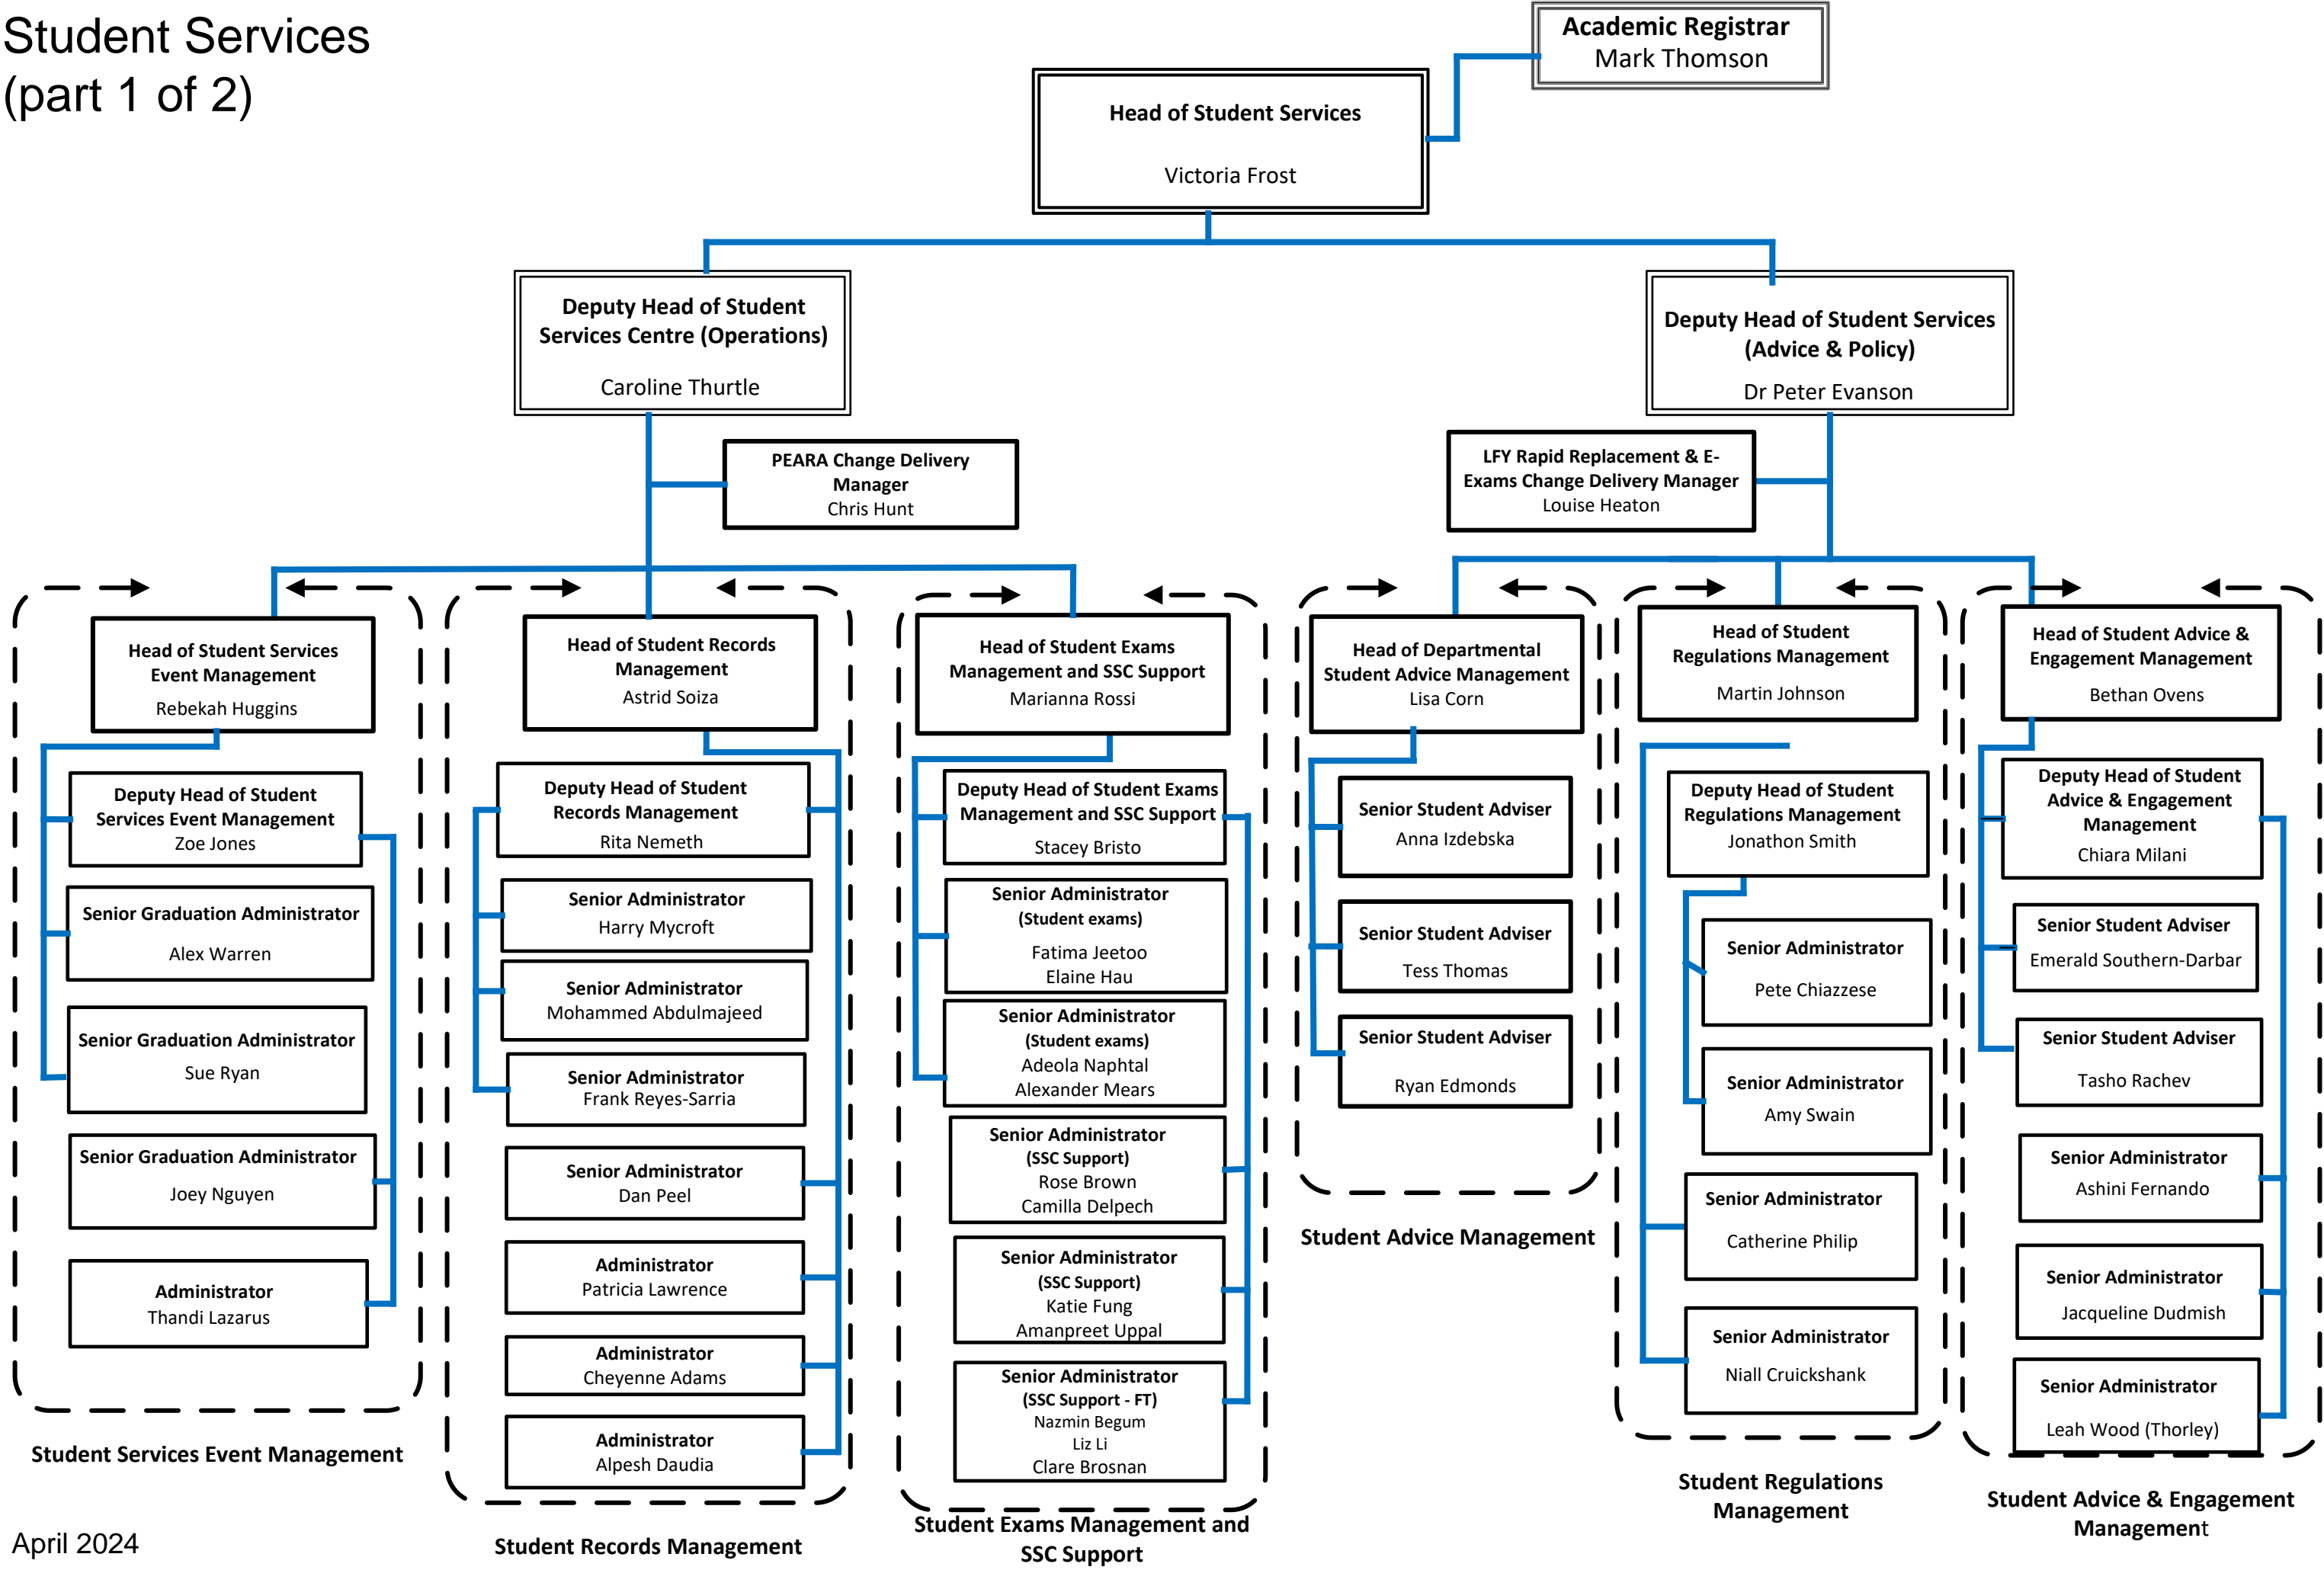 Student Services
(part 1 of 2)
Academic Registrar
Mark Thomson
Head of Student Services
Victoria Frost
Deputy Head of Student
Services Centre (Operations)
Caroline Thurtle
Deputy Head of Student Services
(Advice & Policy)
Dr Peter Evanson
PEARA Change Delivery
Manager
Chris Hunt
LFY Rapid Replacement & E-
Exams Change Delivery Manager
Louise Heaton
Head of Student Services
Event Management
Rebekah Huggins
Deputy Head of Student
Services Event Management
Zoe Jones
Senior Graduation Administrator
Alex Warren
Senior Graduation Administrator
Sue Ryan
Senior Graduation Administrator
Joey Nguyen
Administrator
Thandi Lazarus
Student Services Event Management
Head of Student Records
Management
Astrid Soiza
Deputy Head of Student
Records Management
Rita Nemeth
Senior Administrator
Harry Mycroft
Senior Administrator
Mohammed Abdulmajeed
Senior Administrator
Frank Reyes-Sarria
Senior Administrator
Dan Peel
Administrator
Patricia Lawrence
Administrator
Cheyenne Adams
Administrator
Alpesh Daudia
Student Records Management
Head of Student Exams
Management and SSC Support
Marianna Rossi
Deputy Head of Student Exams
Management and SSC Support
Stacey Bristo
Senior Administrator
(Student exams)
Fatima Jeetoo
Elaine Hau
Senior Administrator
(Student exams)
Adeola Naphtal
Alexander Mears
Senior Administrator
(SSC Support)
Rose Brown
Camilla Delpech
Senior Administrator
(SSC Support)
Katie Fung
Amanpreet Uppal
Senior Administrator
(SSC Support - FT)
Nazmin Begum
Liz Li
Clare Brosnan
Student Exams Management and
SSC Support
Head of Departmental
Student Advice Management
Lisa Corn
Senior Student Adviser
Anna Izdebska
Senior Student Adviser
Tess Thomas
Senior Student Adviser
Ryan Edmonds
Student Advice Management
Head of Student
Regulations Management
Martin Johnson
Deputy Head of Student
Regulations Management
Jonathon Smith
Senior Administrator
Pete Chiazzese
Senior Administrator
Amy Swain
Senior Administrator
Catherine Philip
Senior Administrator
Niall Cruickshank
Student Regulations
Management
Head of Student Advice &
Engagement Management
Bethan Ovens
Deputy Head of Student
Advice & Engagement
Management
Chiara Milani
Senior Student Adviser
Emerald Southern-Darbar
Senior Student Adviser
Tasho Rachev
Senior Administrator
Ashini Fernando
Senior Administrator
Jacqueline Dudmish
Senior Administrator
Leah Wood (Thorley)
Student Advice & Engagement
Management
April 2024